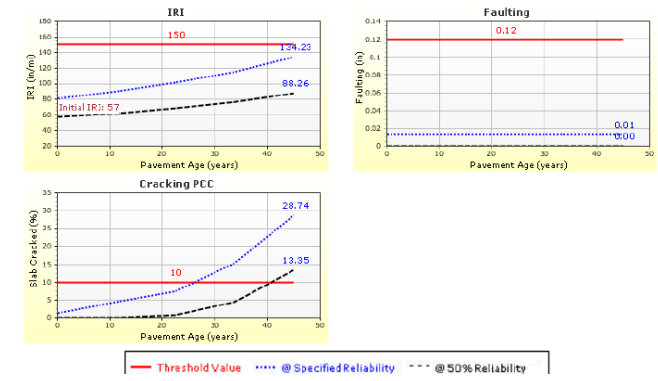 IRI
180
160
140
120
100
80
60
40
20
IRI (in/mi)
150
134.23
88.26
Initial IRI: 57
0 10 20 30 40 50
Pavement Age (years)
Faulting
0.14
0.12
0.1
0.08
0.06
0.04
0.02
0
Faulting (in)
0.12
0.01
0.00
0 10 20 30 40 50
Pavement Age (years)
Cracking PCC
35
30
25
20
15
10
5
0
Slab Cracked (%)
28.74
13.35
10
0 10 20 30 40 50
Pavement Age (years)
Threshold Value @ Specified Reliability @ 50% Reliability